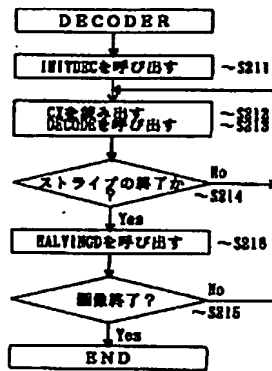 DECODER
INITDECを呼び出す ～S211
CXを読み出す ～S212
DECODEを呼び出す ～S213
ストライプの終了か
？
No
～S214
Yes
HALVINGDを呼び出す ～S216
画像終了？
No
～S215
Yes
END